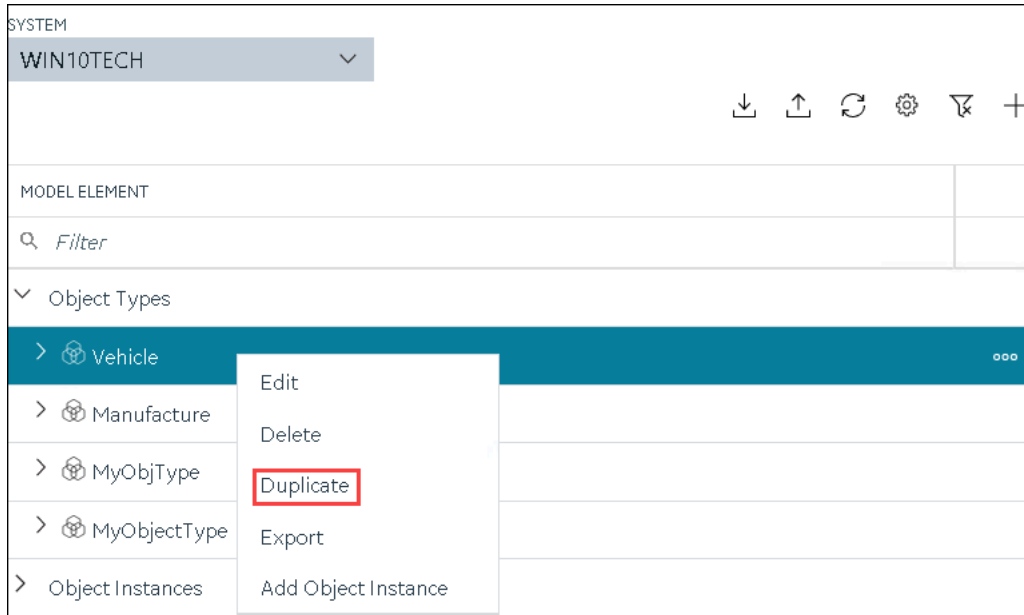 SYSTEM
WIN10TECH
MODEL ELEMENT
Filter
Object Types
Vehicle
Edit
Manufacture
Delete
MyObjType
Duplicate
MyObjectType
Export
Object Instances
Add Object Instance